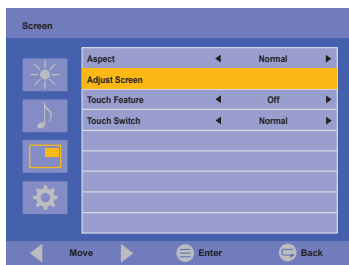 Screen
Aspect Normal
Adjust Screen
Touch Feature Off
Touch Switch Normal
Move Enter Back